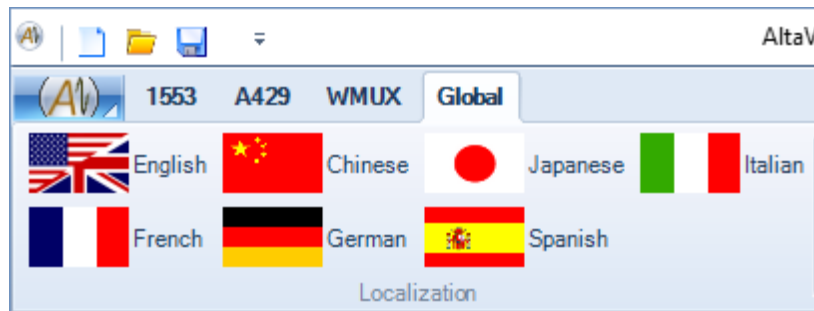 AltaV
1553 A429 WMUX Global
English Chinese Japanese Italian
French German Spanish
Localization